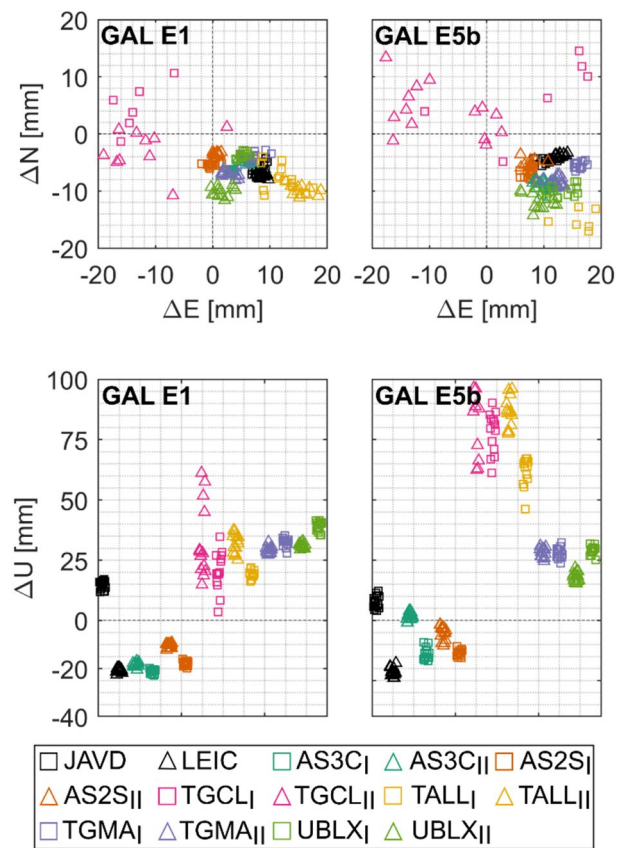 GAL E1 GAL E5b
20
10
0
-10
-20
ΔN [mm]
-20 -10 0 10 20 -20 -10 0 10 20
ΔE [mm] ΔE [mm]
GAL E1 GAL E5b
100
75
50
25
0
-20
-40
ΔU [mm]
JAVD LEIC AS3C_I AS3C_II AS2S_I
AS2S_II TGCL_I TGCL_II TALL_I TALL_II
TGMA_I TGMA_II UBLX_I UBLX_II